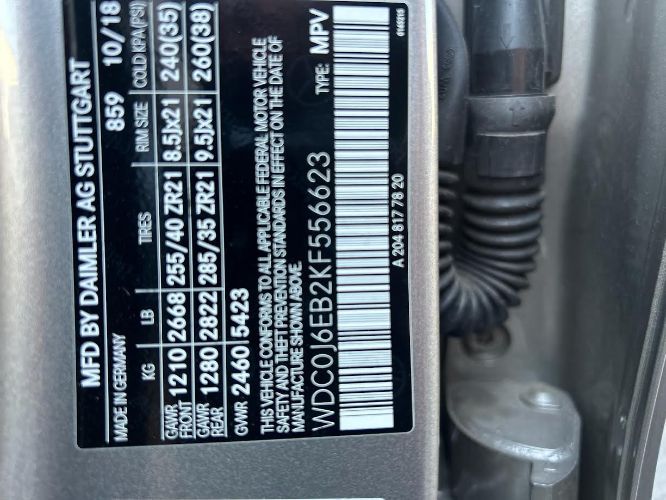 MFD BY DAIMLER AG STUTTGART
MADE IN GERMANY 859 10/18
KG LB TIRES RIM SIZE COLD KPA(PSI)
GAWR FRONT 1210 2668 255/40 ZR21 8.5Jx21 240(35)
GAWR REAR 1280 2822 285/35 ZR21 9.5Jx21 260(38)
GVWR 2460 5423
THIS VEHICLE CONFORMS TO ALL APPLICABLE FEDERAL MOTOR VEHICLE
SAFETY AND THEFT PREVENTION STANDARDS IN EFFECT ON THE DATE OF
MANUFACTURE SHOWN ABOVE.
WDC0J6EB2KF556623 TYPE: MPV
A 204 817 78 20